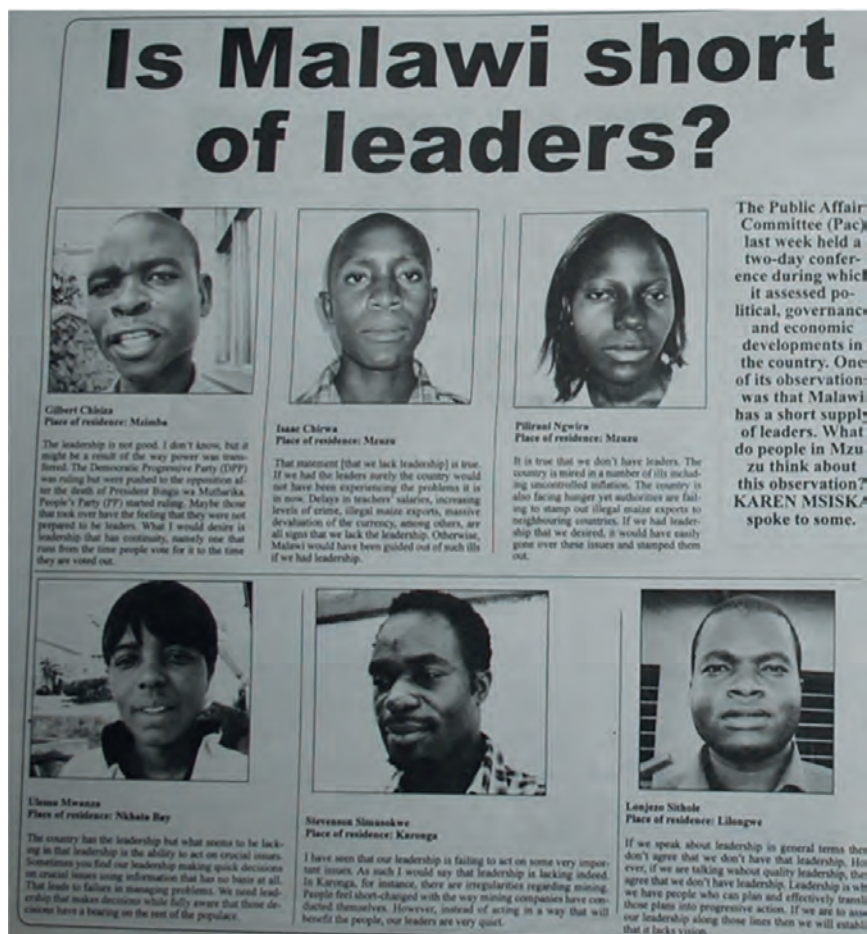 Is Malawi short
of leaders?
The Public Affair
Committee (Pac)
last week held a
two-day confer-
ence during which
it assessed po-
litical, governance
and economic
developments in
the country. One
of its observation
was that Malawi
has a short supply
of leaders. What
do people in Mzu
zu think about
this observation?
KAREN MSISKA
spoke to some.
Gilbert Chisiza
Place of residence: Mzimba
The leadership is not good. I don't know, but it
might be a result of the way power was trans-
ferred. The Democratic Progressive Party (DPP)
was ruling but were pushed to the opposition af-
ter the death of President Bingu wa Mutharika.
People's Party (PP) started ruling. Maybe those
that took over have the feeling that they were not
prepared to be leaders. What I would desire is
leadership that has continuity, namely one that
runs from the time people vote for it to the time
they are voted out.
Isaac Chirwa
Place of residence: Mzuzu
That statement [that we lack leadership] is true.
If we had the leaders surely the country would
not have been experiencing the problems it is
in now. Delays in teachers' salaries, increasing
levels of crime, illegal maize exports, massive
devaluation of the currency, among others, are
all signs that we lack the leadership. Otherwise,
Malawi would have been guided out of such ills
if we had leadership.
Pilirani Ngwira
Place of residence: Mzuzu
It is true that we don't have leaders. The
country is mired in a number of ills includ-
ing uncontrolled inflation. The country is
also facing hunger yet authorities are fail-
ing to stamp out illegal maize exports to
neighbouring countries. If we had leader-
ship that we desired, it would have easily
gone over these issues and stamped them
out.
Ulemu Mwanza
Place of residence: Nkhata Bay
The country has the leadership but what seems to be lack-
ing in that leadership is the ability to act on crucial issues.
Sometimes you find our leadership making quick decisions
on crucial issues using information that has no basis at all.
That leads to failure in managing problems. We need lead-
ership that makes decisions while fully aware that those de-
cisions have a bearing on the rest of the populace.
Stevenson Simusokwe
Place of residence: Karonga
I have seen that our leadership is failing to act on some very impor-
tant issues. As such I would say that leadership is lacking indeed.
In Karonga, for instance, there are irregularities regarding mining.
People feel short-changed with the way mining companies have con-
ducted themselves. However, instead of acting in a way that will
benefit the people, our leaders are very quiet.
Lonjezo Sithole
Place of residence: Lilongwe
If we speak about leadership in general terms then
don't agree that we don't have that leadership. How
ever, if we are talking wabout quality leadership, then
agree that we don't have leadership. Leadership is wh
we have people who can plan and effectively transl
those plans into progressive action. If we are to asse
our leadership along those lines then we will establi
that it lacks vision.